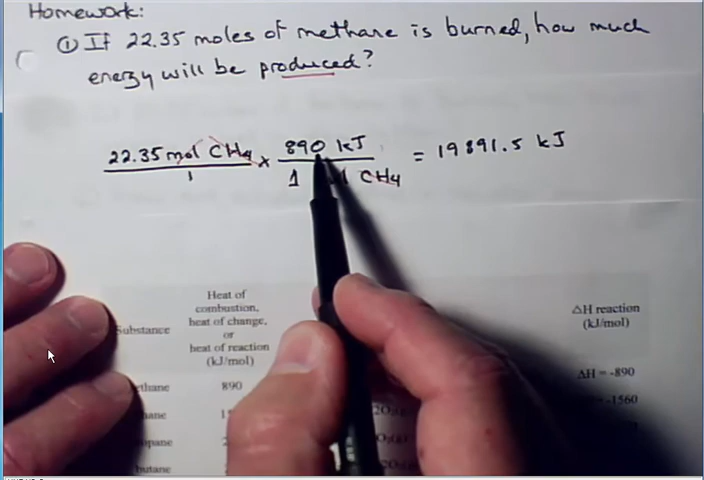 Homework:
① If 22.35 moles of methane is burned, how much
energy will be produced?
22.35 mol CH4 × 890 kJ = 19891.5 kJ
1 1 CH4
Heat of
combustion,
heat of change,
or
heat of reaction
(kJ/mol)
Substance
ΔH reaction
(kJ/mol)
890
ΔH = -890
-1560
butane